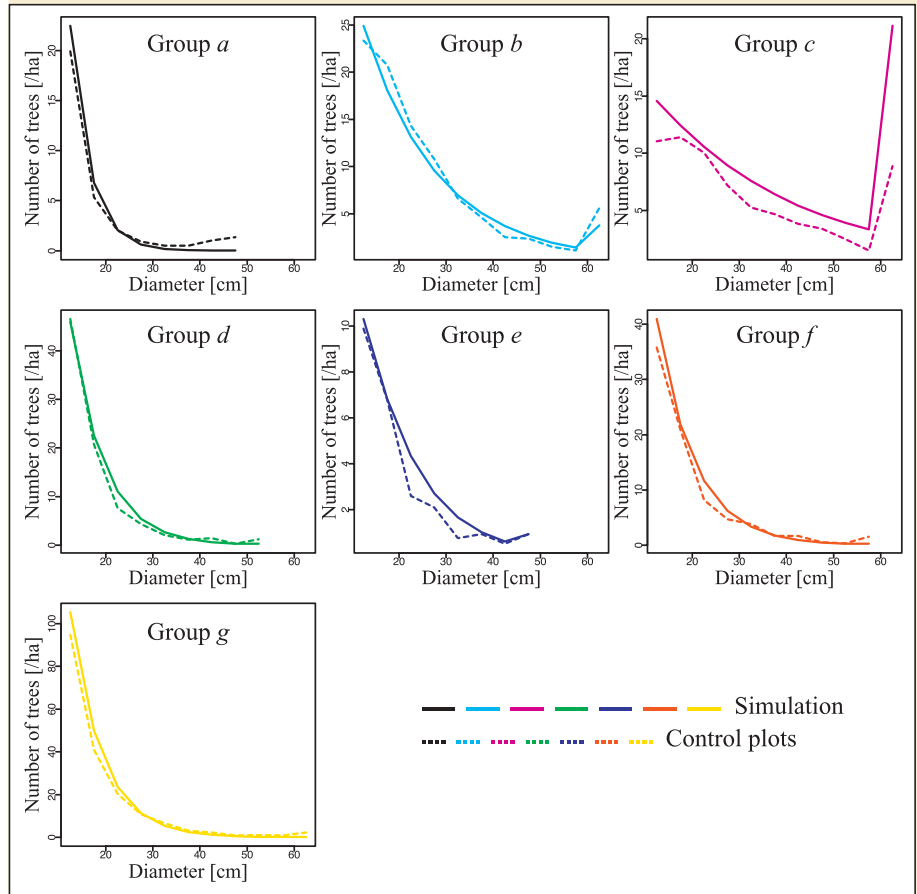 Group a
Number of trees [/ha]
0 5 10 15 20
20 30 40 50 60
Diameter [cm]
Group b
Number of trees [/ha]
5 10 15 20 25
20 30 40 50 60
Diameter [cm]
Group c
Number of trees [/ha]
5 10 15 20
20 30 40 50 60
Diameter [cm]
Group d
Number of trees [/ha]
0 10 20 30 40
20 30 40 50 60
Diameter [cm]
Group e
Number of trees [/ha]
2 4 6 8 10
20 30 40 50 60
Diameter [cm]
Group f
Number of trees [/ha]
0 10 20 30 40
20 30 40 50 60
Diameter [cm]
Group g
Number of trees [/ha]
0 20 40 60 80 100
20 30 40 50 60
Diameter [cm]
Simulation
Control plots